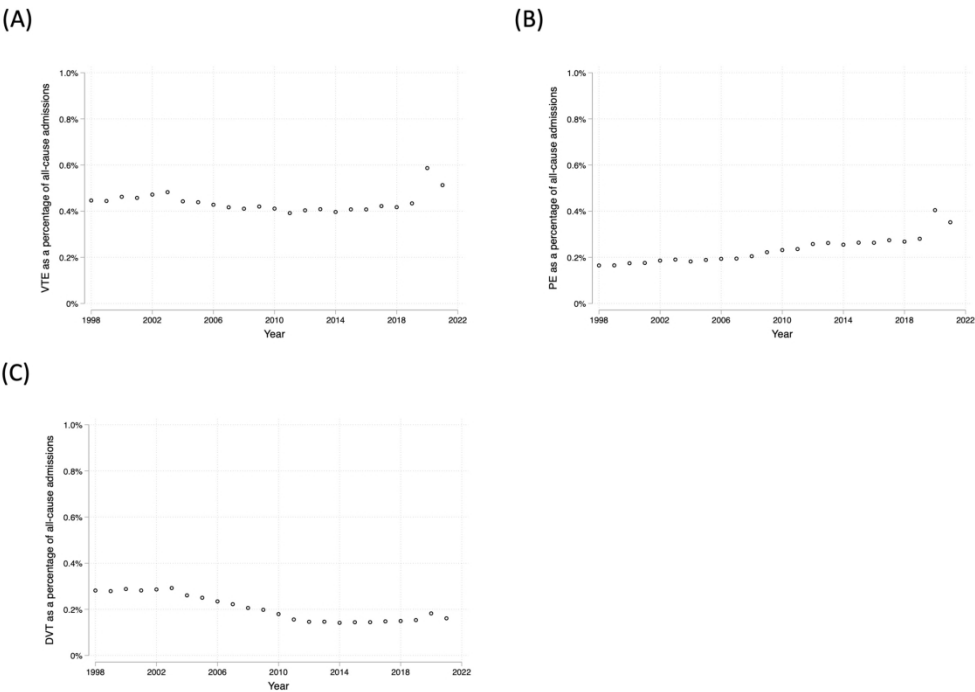 (A)
VTE as a percentage of all-cause admissions
1.0%
0.8%
0.6%
0.4%
0.2%
0%
1998 2002 2006 2010 2014 2018 2022
Year
(B)
PE as a percentage of all-cause admissions
1.0%
0.8%
0.6%
0.4%
0.2%
0%
1998 2002 2006 2010 2014 2018 2022
Year
(C)
DVT as a percentage of all-cause admissions
1.0%
0.8%
0.6%
0.4%
0.2%
0%
1998 2002 2006 2010 2014 2018 2022
Year